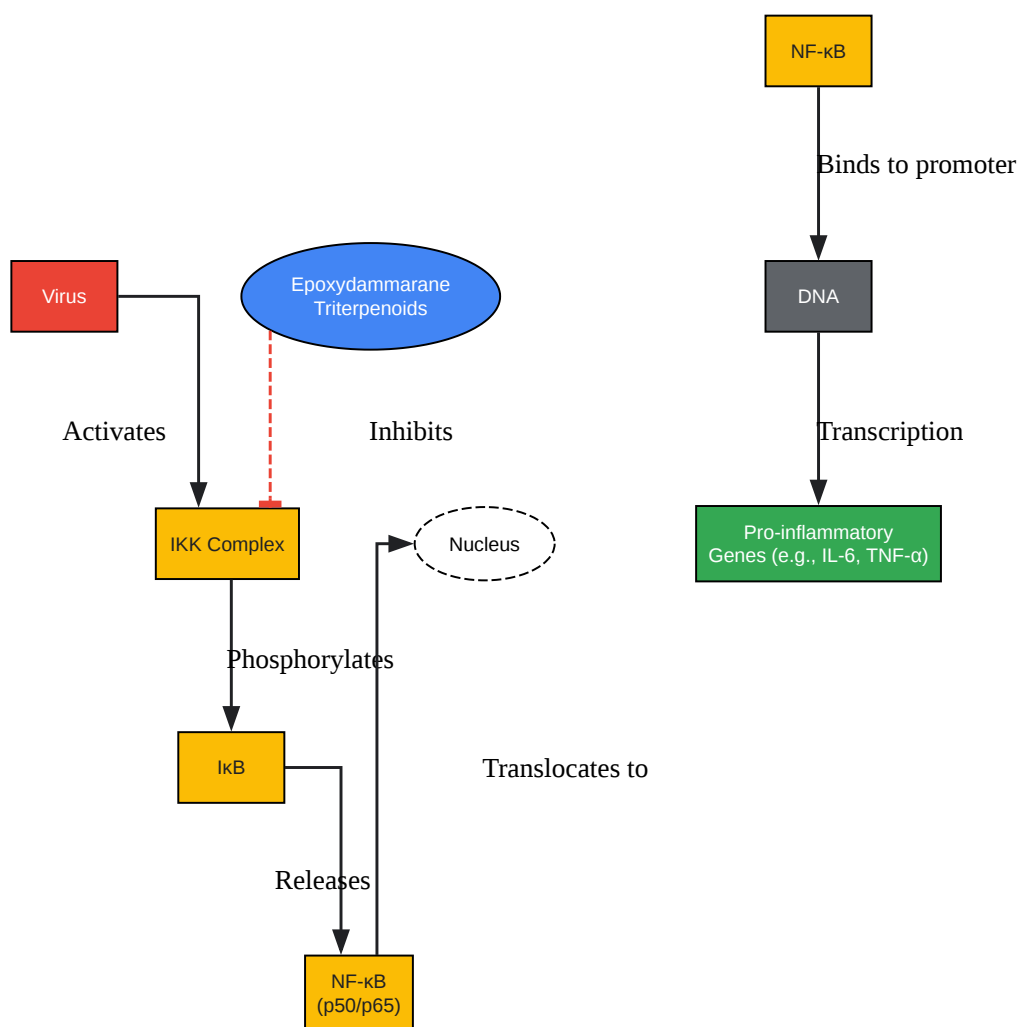 NF-κB
Binds to promoter
Virus
Epoxydammarane
Triterpenoids
DNA
Activates
Inhibits
Transcription
IKK Complex
Nucleus
Pro-inflammatory
Genes (e.g., IL-6, TNF-α)
Phosphorylates
IκB
Translocates to
Releases
NF-κB
(p50/p65)